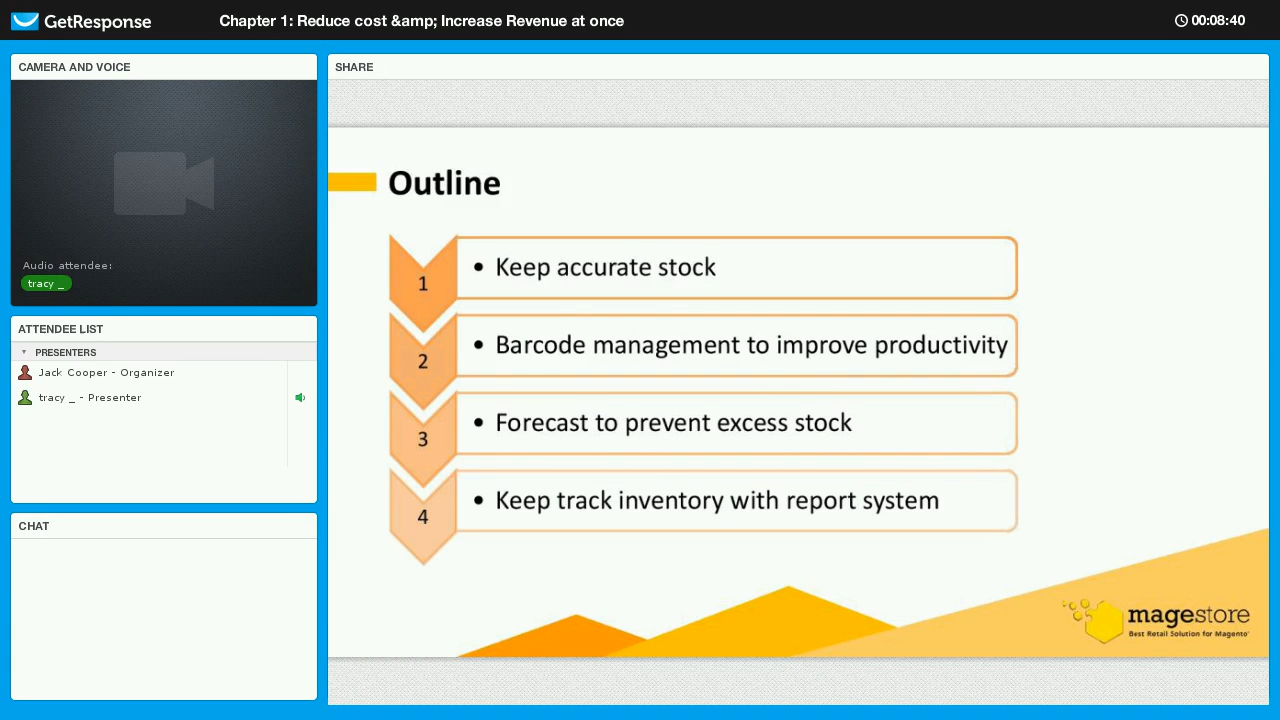 GetResponse
Chapter 1: Reduce cost &amp; Increase Revenue at once
00:08:40
CAMERA AND VOICE
Audio attendee:
tracy _
ATTENDEE LIST
PRESENTERS
Jack Cooper - Organizer
tracy _ - Presenter
CHAT
SHARE
Outline
1
• Keep accurate stock
2
• Barcode management to improve productivity
3
• Forecast to prevent excess stock
4
• Keep track inventory with report system
magestore
Best Retail Solution for Magento®